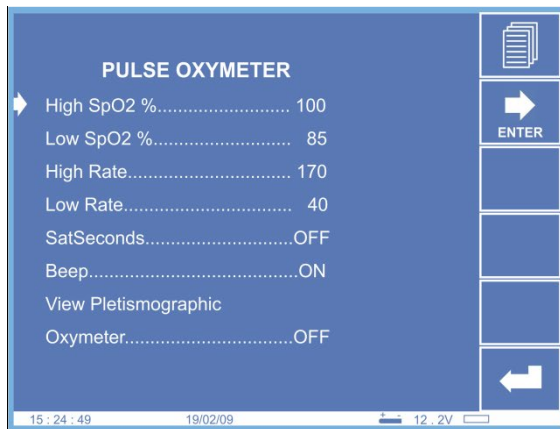 PULSE OXYMETER
High SpO2 %.......................... 100
Low SpO2 %........................... 85
High Rate.............................. 170
Low Rate............................... 40
SatSeconds......................OFF
Beep.....................................ON
View Pletismographic
Oxymeter.............................OFF
ENTER
15 : 24 : 49 19/02/09 + - 12 . 2V